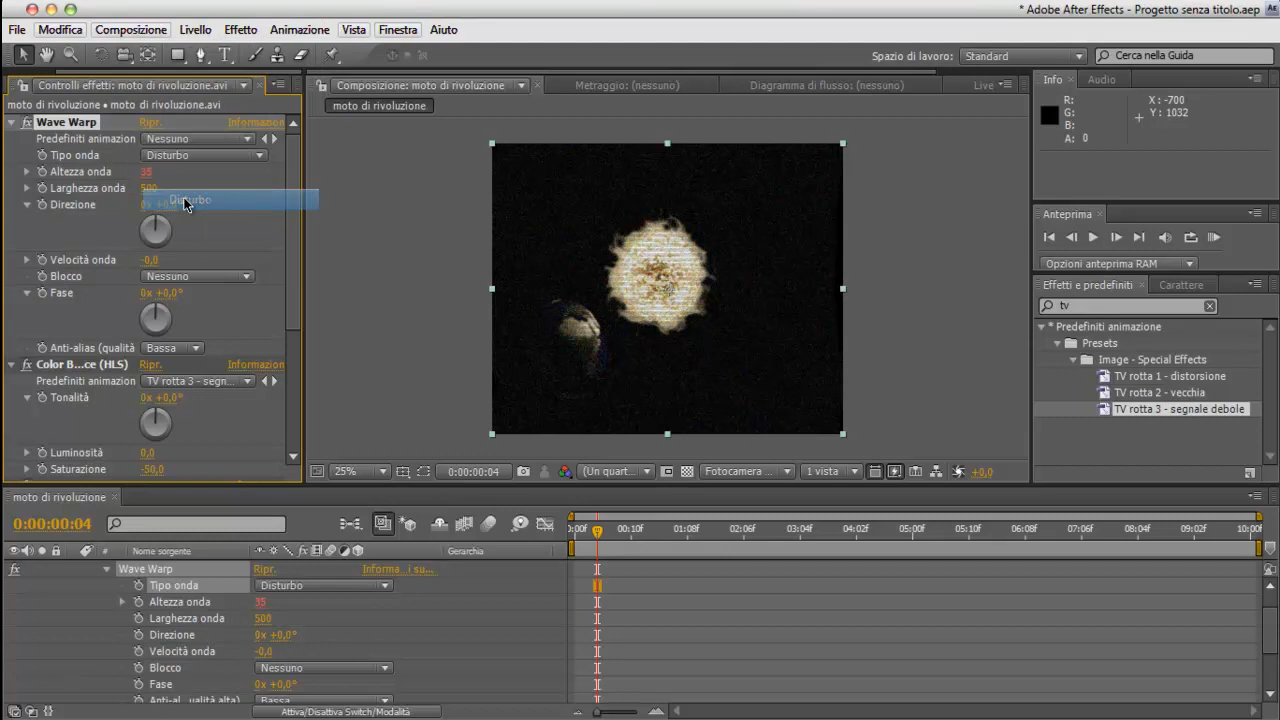 * Adobe After Effects - Progetto senza titolo.aep
File Modifica Composizione Livello Effetto Animazione Vista Finestra Aiuto
Spazio di lavoro: Standard Cerca nella Guida
Controlli effetti: moto di rivoluzione.avi
moto di rivoluzione • moto di rivoluzione.avi
Wave Warp Ripr. Informazion
Predefiniti animazion Nessuno
Tipo onda Disturbo
Altezza onda 35
Larghezza onda 500
Disturbo
Direzione 0x +0,0
Velocità onda -0,0
Blocco Nessuno
Fase 0x +0,0°
Anti-alias (qualità Bassa
Color B...ce (HLS) Ripr. Informazion
Predefiniti animazion TV rotta 3 - segn...
Tonalità 0x +0,0°
Luminosità 0,0
Saturazione -50,0
Composizione: moto di rivoluzione
Metraggio: (nessuno)
Diagramma di flusso: (nessuno)
Live
moto di rivoluzione
25% 0:00:00:04 (Un quart... Fotocamera ... 1 vista +0,0
Info Audio
R: X : -700
G: Y : 1032
B:
A: 0
Anteprima
Opzioni anteprima RAM
Effetti e predefiniti Carattere
tv
* Predefiniti animazione
Presets
Image - Special Effects
TV rotta 1 - distorsione
TV rotta 2 - vecchia
TV rotta 3 - segnale debole
moto di rivoluzione
0:00:00:04
:00f 00:10f 01:08f 02:06f 03:04f 04:02f 05:00f 05:10f 06:08f 07:06f 08:04f 09:02f 10:00f
# Nome sorgente Gerarchia
Wave Warp Ripr. Informa...i su...
Tipo onda Disturbo
Altezza onda 35
Larghezza onda 500
Direzione 0x +0,0°
Velocità onda -0,0
Blocco Nessuno
Fase 0x +0,0°
Anti-al...ualità alta) Bassa
Attiva/Disattiva Switch/Modalità